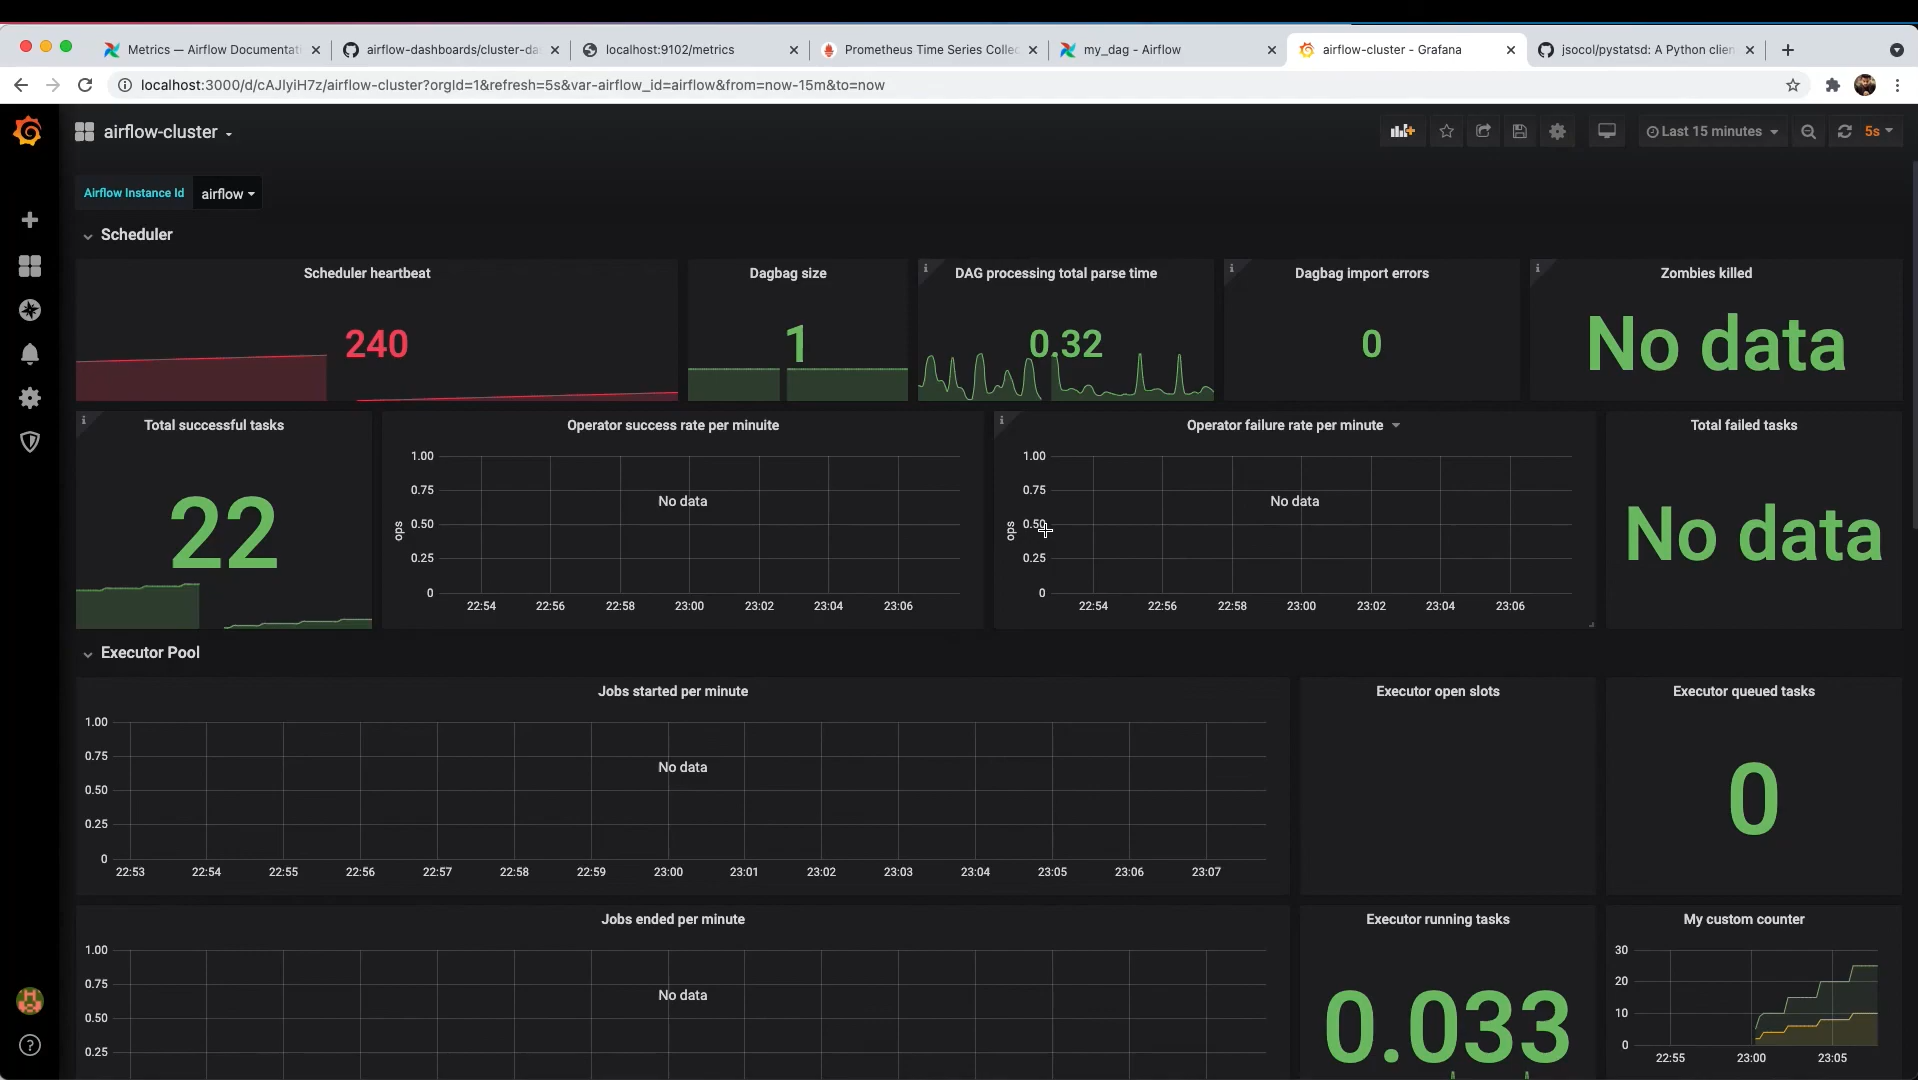 Metrics — Airflow Documentat
airflow-dashboards/cluster-da
localhost:9102/metrics
Prometheus Time Series Collec
my_dag - Airflow
airflow-cluster - Grafana
jsocol/pystatsd: A Python clien
localhost:3000/d/cAJlyiH7z/airflow-cluster?orgId=1&refresh=5s&var-airflow_id=airflow&from=now-15m&to=now
airflow-cluster
Last 15 minutes
5s
Airflow Instance Id
airflow
Scheduler
Scheduler heartbeat
240
Dagbag size
1
DAG processing total parse time
0.32
Dagbag import errors
0
Zombies killed
No data
Total successful tasks
22
Operator success rate per minuite
1.00
0.75
0.50
0.25
0
ops
No data
22:54 22:56 22:58 23:00 23:02 23:04 23:06
Operator failure rate per minute
1.00
0.75
0.50
0.25
0
ops
No data
22:54 22:56 22:58 23:00 23:02 23:04 23:06
Total failed tasks
No data
Executor Pool
Jobs started per minute
1.00
0.75
0.50
0.25
0
No data
22:53 22:54 22:55 22:56 22:57 22:58 22:59 23:00 23:01 23:02 23:03 23:04 23:05 23:06 23:07
Executor open slots
Executor queued tasks
0
Jobs ended per minute
1.00
0.75
0.50
0.25
No data
Executor running tasks
0.033
My custom counter
30
20
10
0
22:55 23:00 23:05